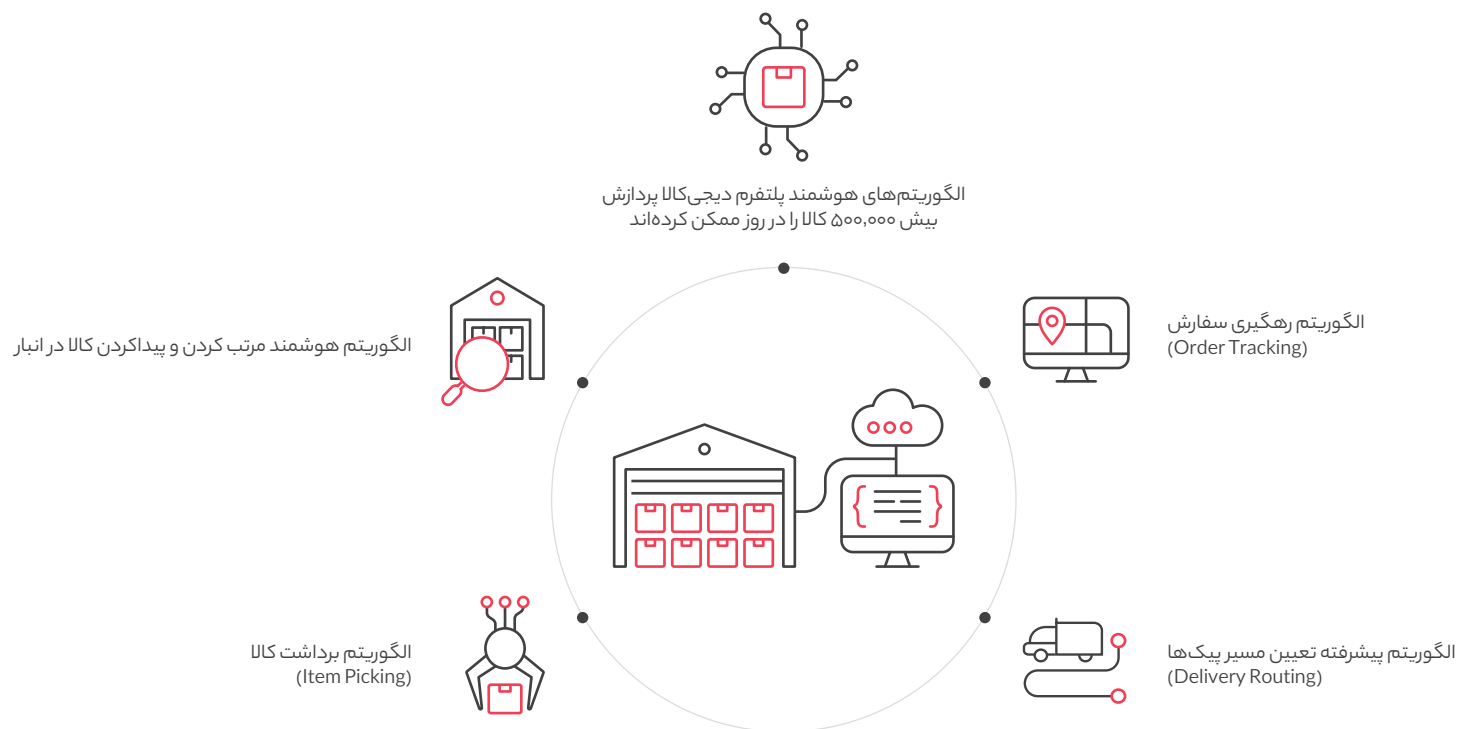 الگوریتم‌های هوشمند پلتفرم دیجی‌کالا پردازش
بیش ۵۰۰,۰۰۰ کالا را در روز ممکن کرده‌اند
الگوریتم رهگیری سفارش
(Order Tracking)
الگوریتم هوشمند مرتب کردن و پیداکردن کالا در انبار
الگوریتم پیشرفته تعیین مسیر پیک‌ها
(Delivery Routing)
الگوریتم برداشت کالا
(Item Picking)